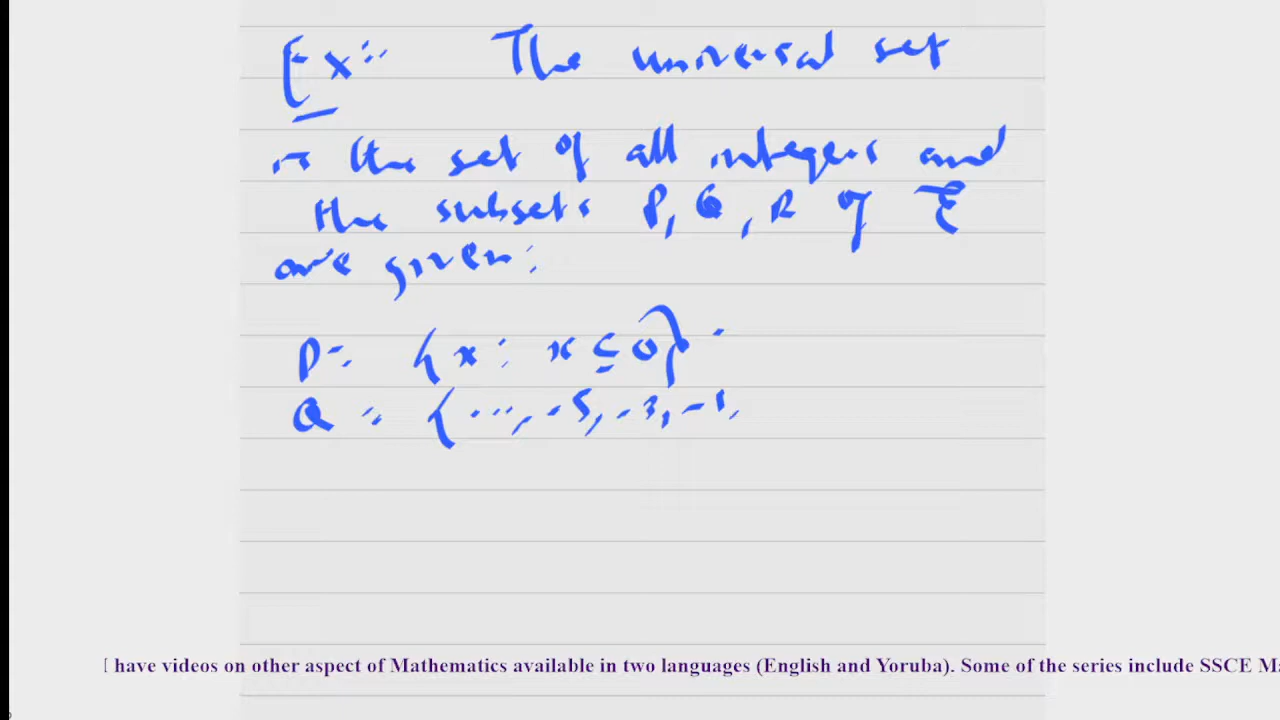 Ex:- The universal set
is the set of all integers and
the subsets P, Q, R of ξ
are given:
P = {x : x ≤ 0}
Q = {..., -5, -3, -1,
I have videos on other aspect of Mathematics available in two languages (English and Yoruba). Some of the series include SSCE Ma